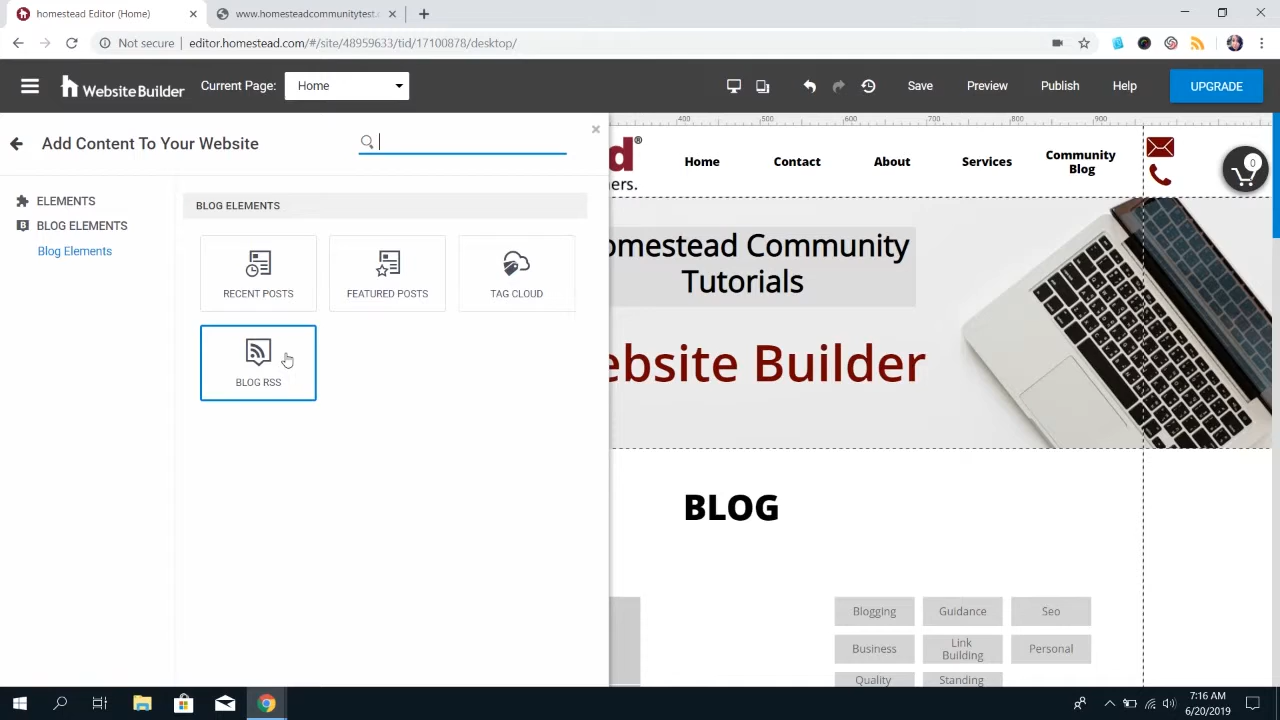 homestead Editor (Home)
www.homesteadcommunitytest.
Not secure
editor.homestead.com/#/site/48959633/tid/17100878/desktop/
WebsiteBuilder
Current Page:
Home
Save
Preview
Publish
Help
UPGRADE
Add Content To Your Website
ELEMENTS
BLOG ELEMENTS
Blog Elements
BLOG ELEMENTS
RECENT POSTS
FEATURED POSTS
TAG CLOUD
BLOG RSS
400
500
600
700
800
900
d®
ers.
Home
Contact
About
Services
Community
Blog
0
omestead Community
Tutorials
ebsite Builder
BLOG
Blogging
Guidance
Seo
Business
Link
Building
Personal
Quality
Standing
7:16 AM
6/20/2019